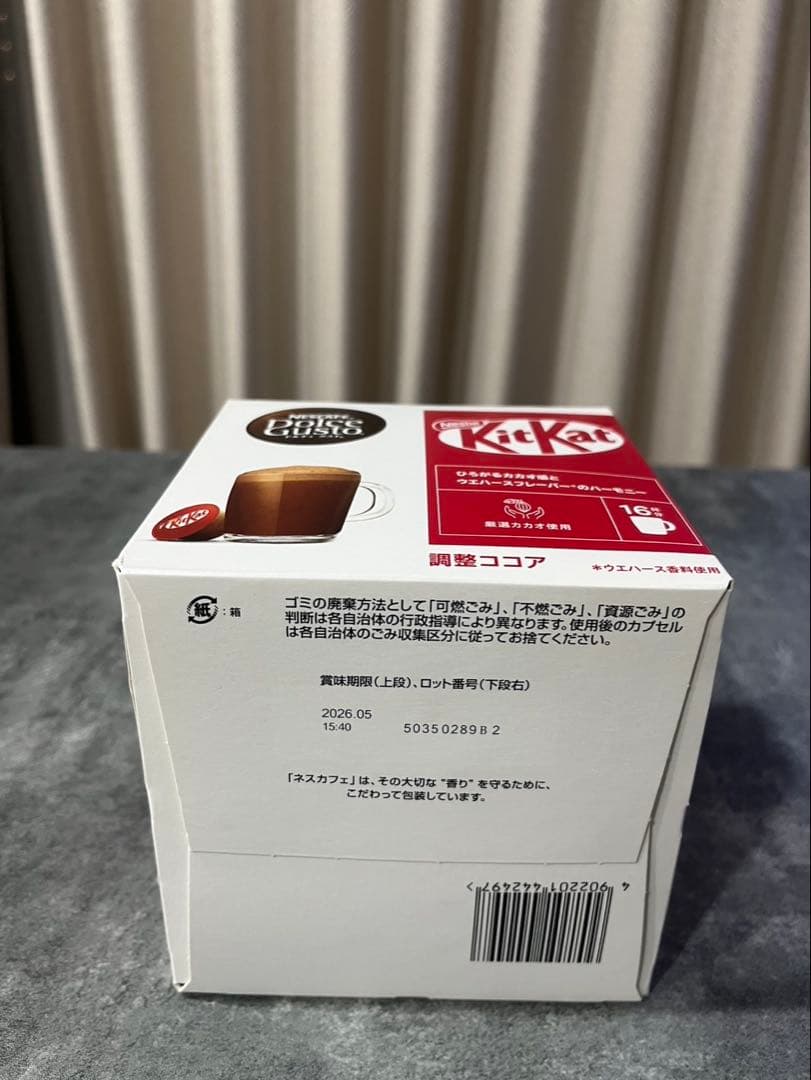 NESCAFÉ
Dolce
Gusto
Nestlé
KitKat
ひろがるカカオ感と
ウエハースフレーバー*のハーモニー
KitKat
厳選カカオ使用
16杯分
調整ココア
*ウエハース香料使用
紙:箱
ゴミの廃棄方法として「可燃ごみ」、「不燃ごみ」、「資源ごみ」の
判断は各自治体の行政指導により異なります。使用後のカプセル
は各自治体のごみ収集区分に従ってお捨てください。
賞味期限(上段)、ロット番号(下段右)
2026.05
15:40 50350289B2
「ネスカフェ」は、その大切な“香り”を守るために、
こだわって包装しています。
4 902201 442497 >